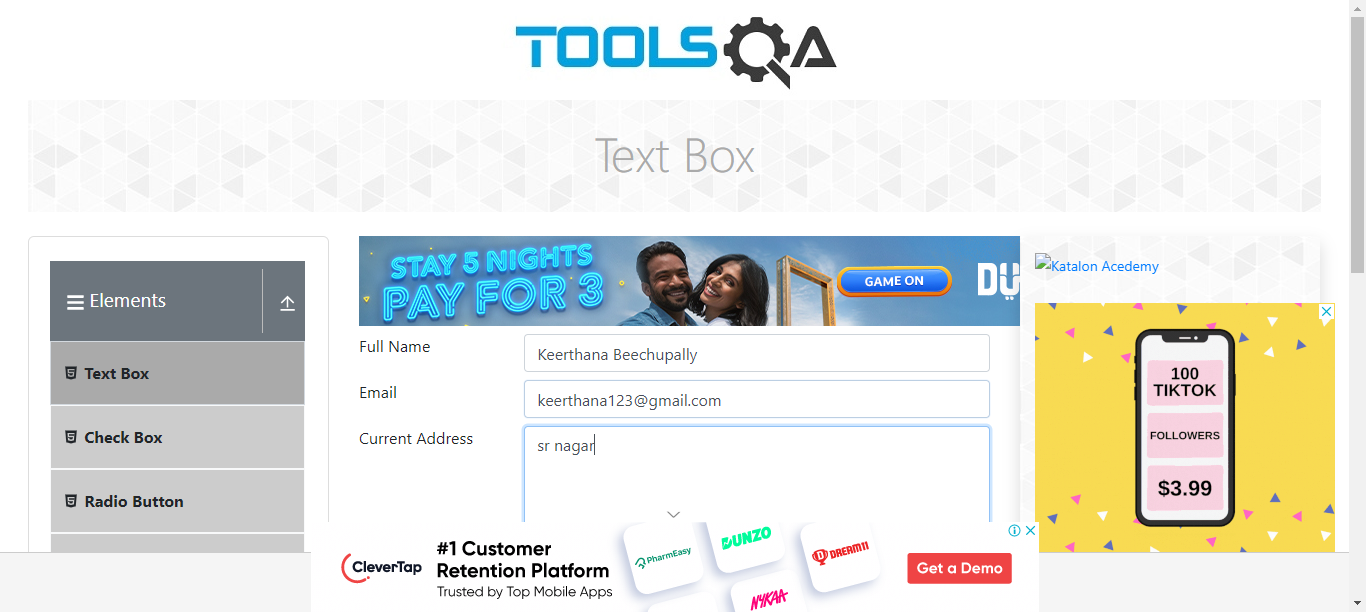 TOOLSQA
Text Box
Elements
Text Box
Check Box
Radio Button
STAY 5 NIGHTS
PAY FOR 3
GAME ON
DU
Full Name
Keerthana Beechupally
Email
keerthana123@gmail.com
Current Address
sr nagar
Katalon Acedemy
100
TIKTOK
FOLLOWERS
$3.99
CleverTap
#1 Customer
Retention Platform
Trusted by Top Mobile Apps
PharmEasy
DUNZO
DREAM11
NYKAA
Get a Demo